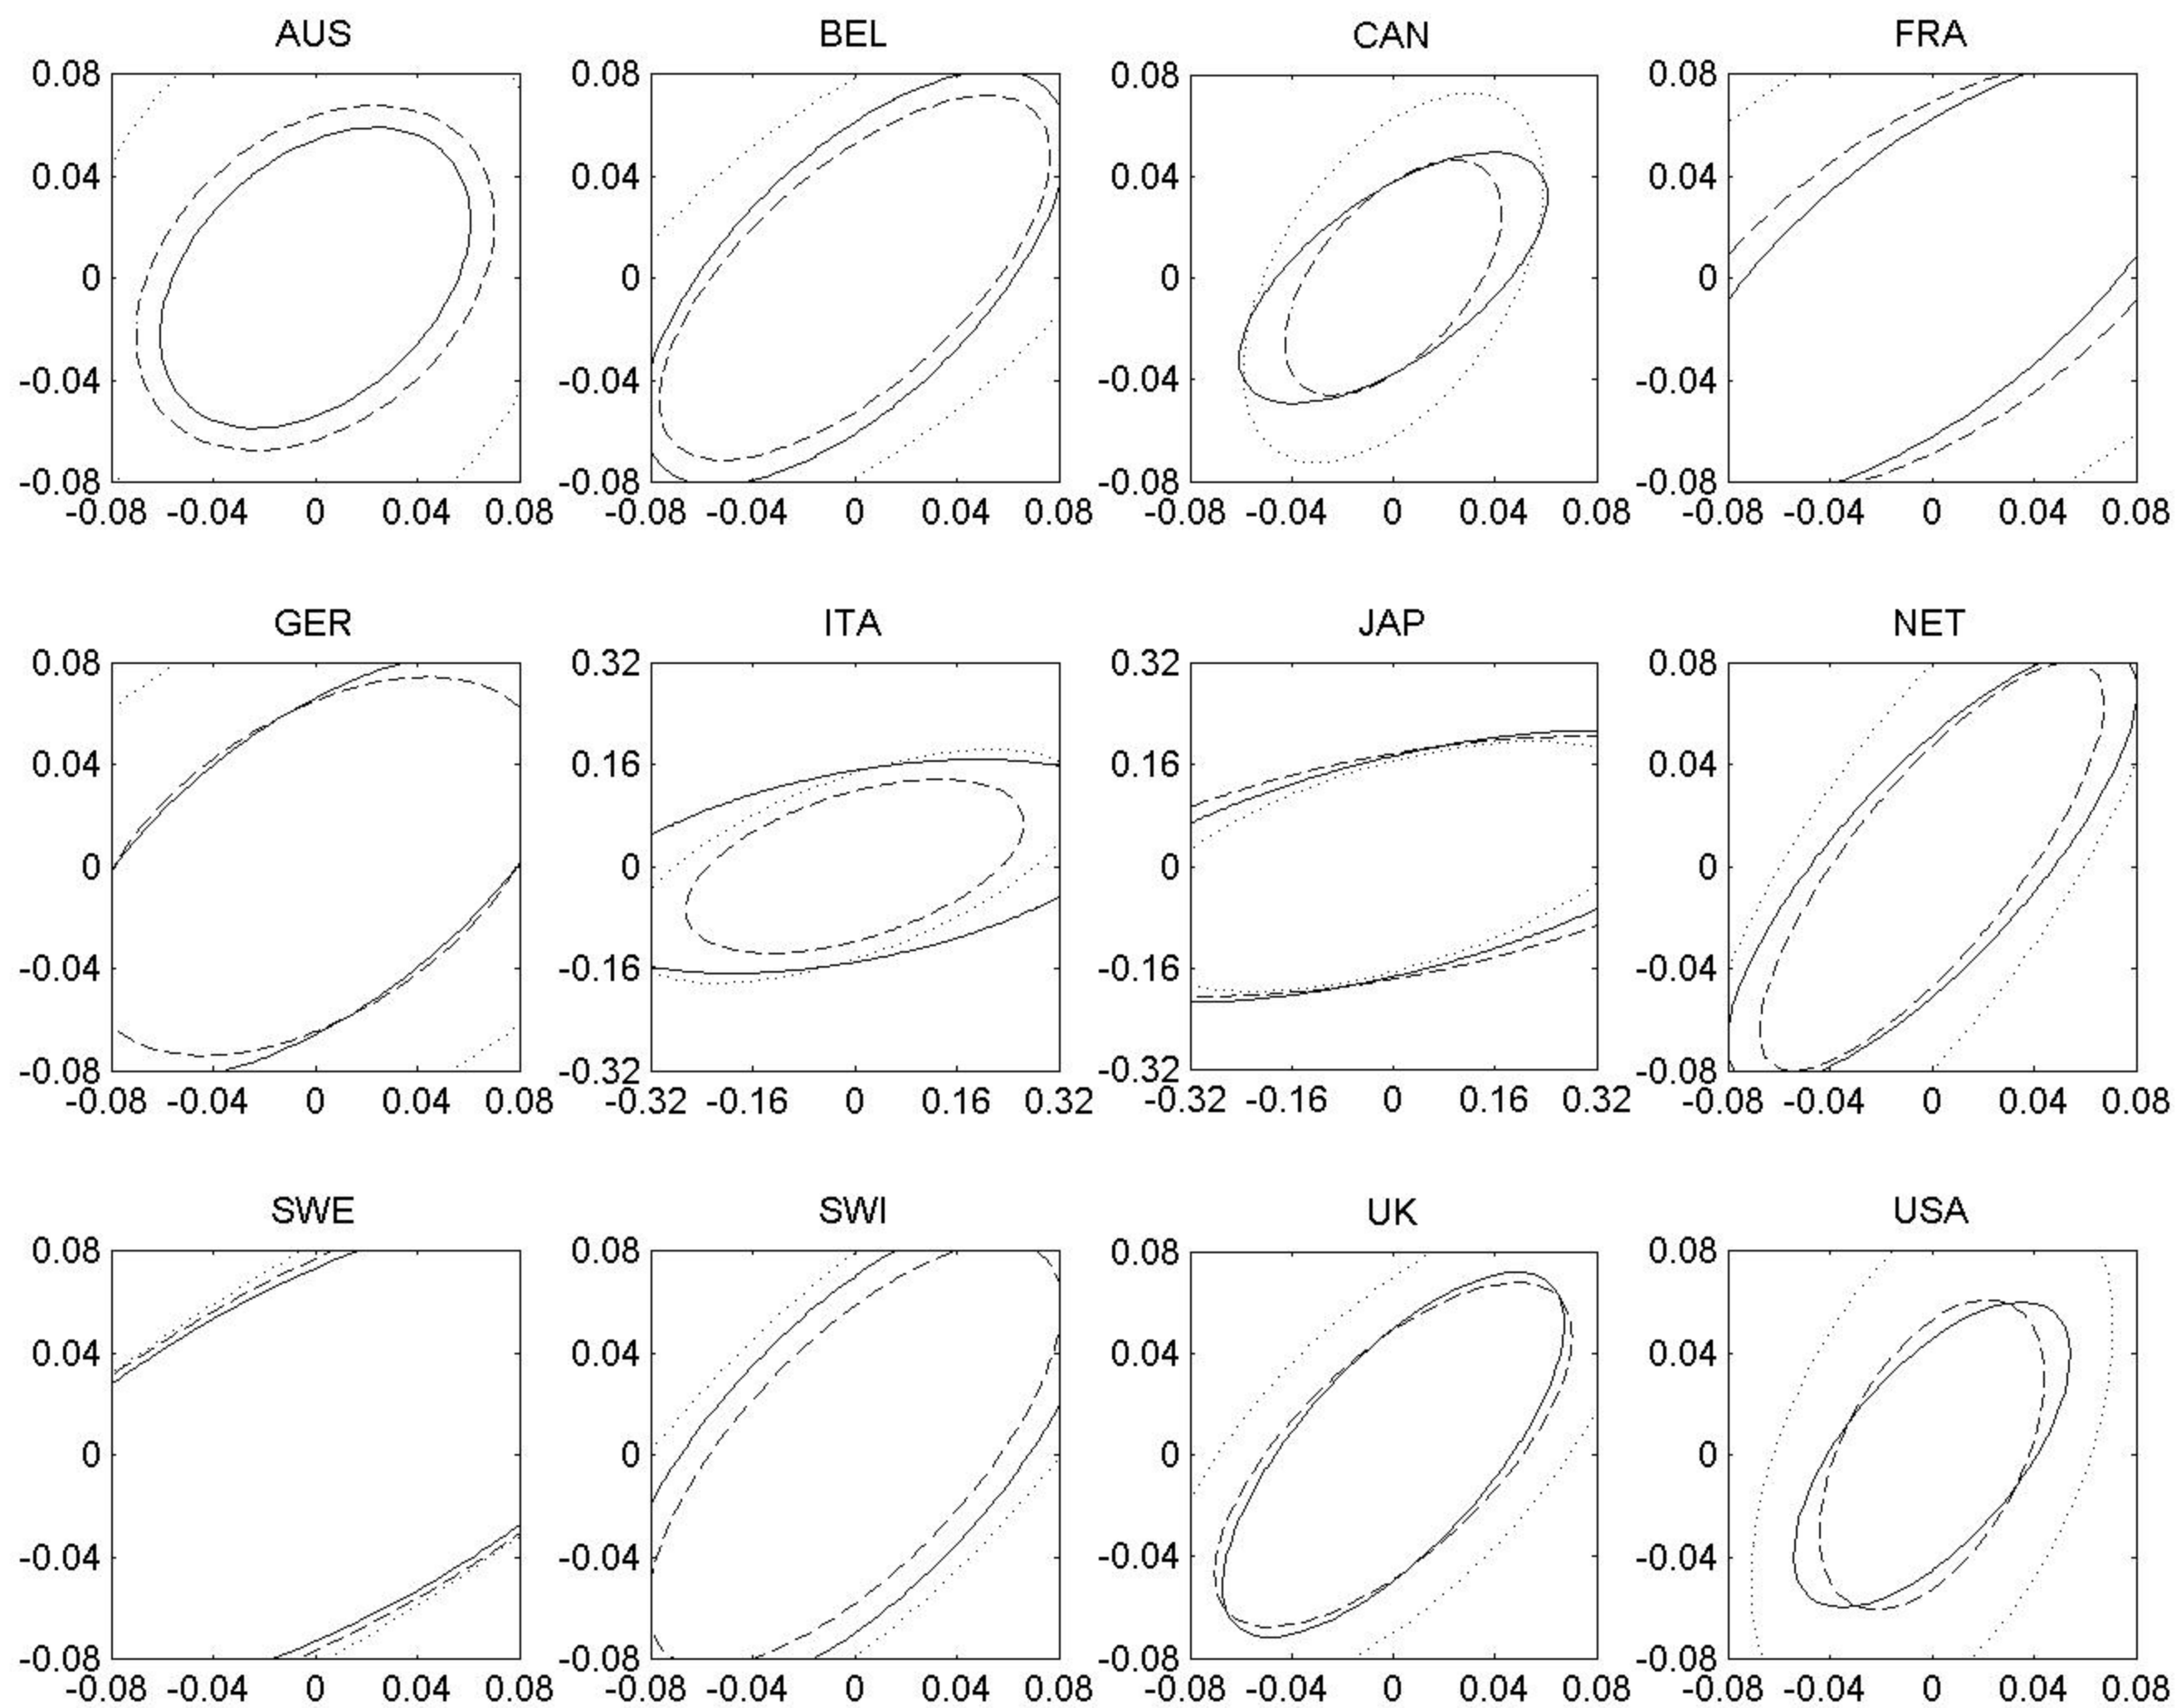 AUS BEL CAN FRA
0.08 0.08 0.08 0.08
0.04 0.04 0.04 0.04
0 0 0 0
-0.04 -0.04 -0.04 -0.04
-0.08 -0.08 -0.08 -0.08
-0.08 -0.04 0 0.04 0.08 -0.08 -0.04 0 0.04 0.08 -0.08 -0.04 0 0.04 0.08 -0.08 -0.04 0 0.04 0.08
GER ITA JAP NET
0.08 0.32 0.32 0.08
0.04 0.16 0.16 0.04
0 0 0 0
-0.04 -0.16 -0.16 -0.04
-0.08 -0.32 -0.32 -0.08
-0.08 -0.04 0 0.04 0.08 -0.32 -0.16 0 0.16 0.32 -0.32 -0.16 0 0.16 0.32 -0.08 -0.04 0 0.04 0.08
SWE SWI UK USA
0.08 0.08 0.08 0.08
0.04 0.04 0.04 0.04
0 0 0 0
-0.04 -0.04 -0.04 -0.04
-0.08 -0.08 -0.08 -0.08
-0.08 -0.04 0 0.04 0.08 -0.08 -0.04 0 0.04 0.08 -0.08 -0.04 0 0.04 0.08 -0.08 -0.04 0 0.04 0.08